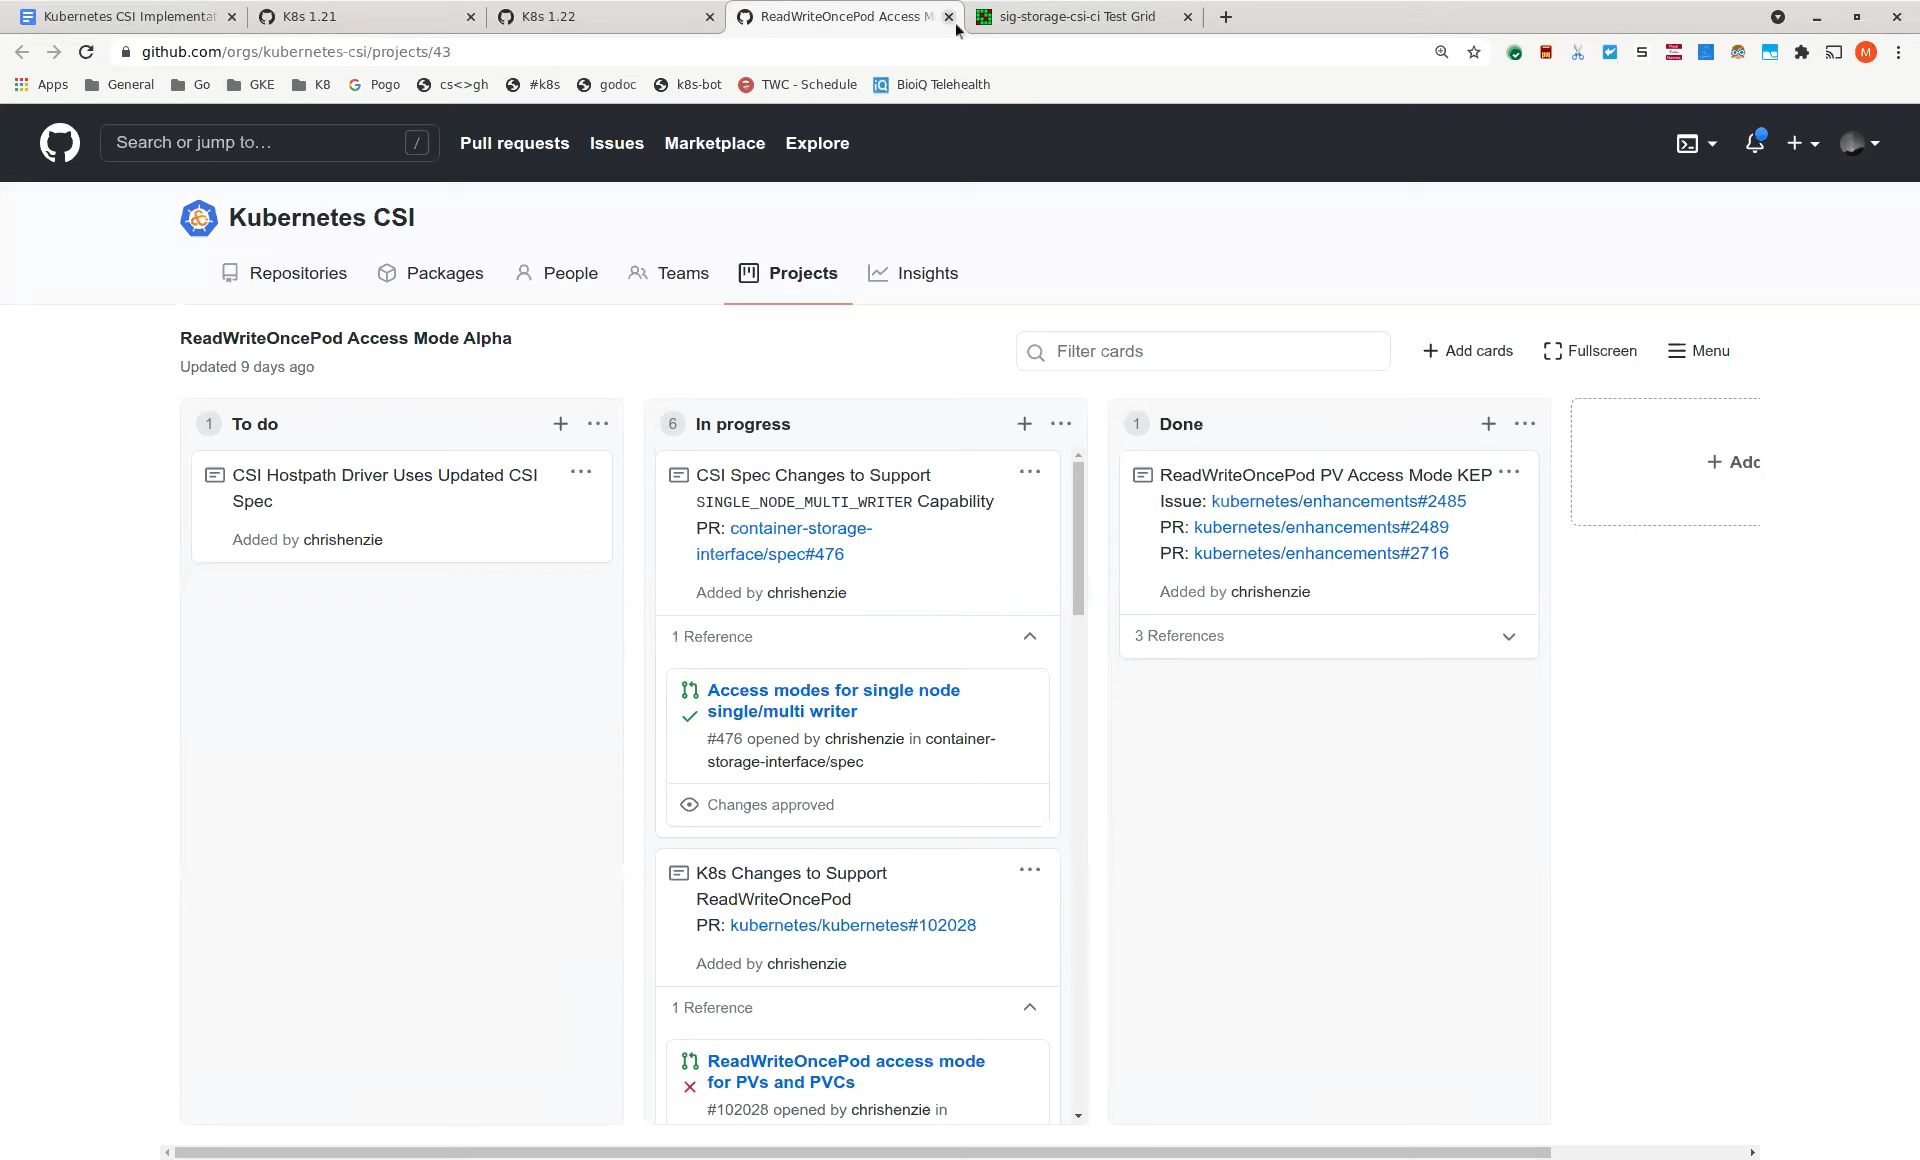 Kubernetes CSI Implementat
K8s 1.21
K8s 1.22
ReadWriteOncePod Access M
sig-storage-csi-ci Test Grid
github.com/orgs/kubernetes-csi/projects/43
M
Apps
General
Go
GKE
K8
Pogo
cs<>gh
#k8s
godoc
k8s-bot
TWC - Schedule
BioiQ Telehealth
Search or jump to…
/
Pull requests
Issues
Marketplace
Explore
Kubernetes CSI
Repositories
Packages
People
Teams
Projects
Insights
ReadWriteOncePod Access Mode Alpha
Updated 9 days ago
Filter cards
Add cards
Fullscreen
Menu
1 To do
CSI Hostpath Driver Uses Updated CSI
Spec
Added by chrishenzie
6 In progress
CSI Spec Changes to Support
SINGLE_NODE_MULTI_WRITER Capability
PR: container-storage-
interface/spec#476
Added by chrishenzie
1 Reference
Access modes for single node
single/multi writer
#476 opened by chrishenzie in container-
storage-interface/spec
Changes approved
K8s Changes to Support
ReadWriteOncePod
PR: kubernetes/kubernetes#102028
Added by chrishenzie
1 Reference
ReadWriteOncePod access mode
for PVs and PVCs
#102028 opened by chrishenzie in
1 Done
ReadWriteOncePod PV Access Mode KEP
Issue: kubernetes/enhancements#2485
PR: kubernetes/enhancements#2489
PR: kubernetes/enhancements#2716
Added by chrishenzie
3 References
Add